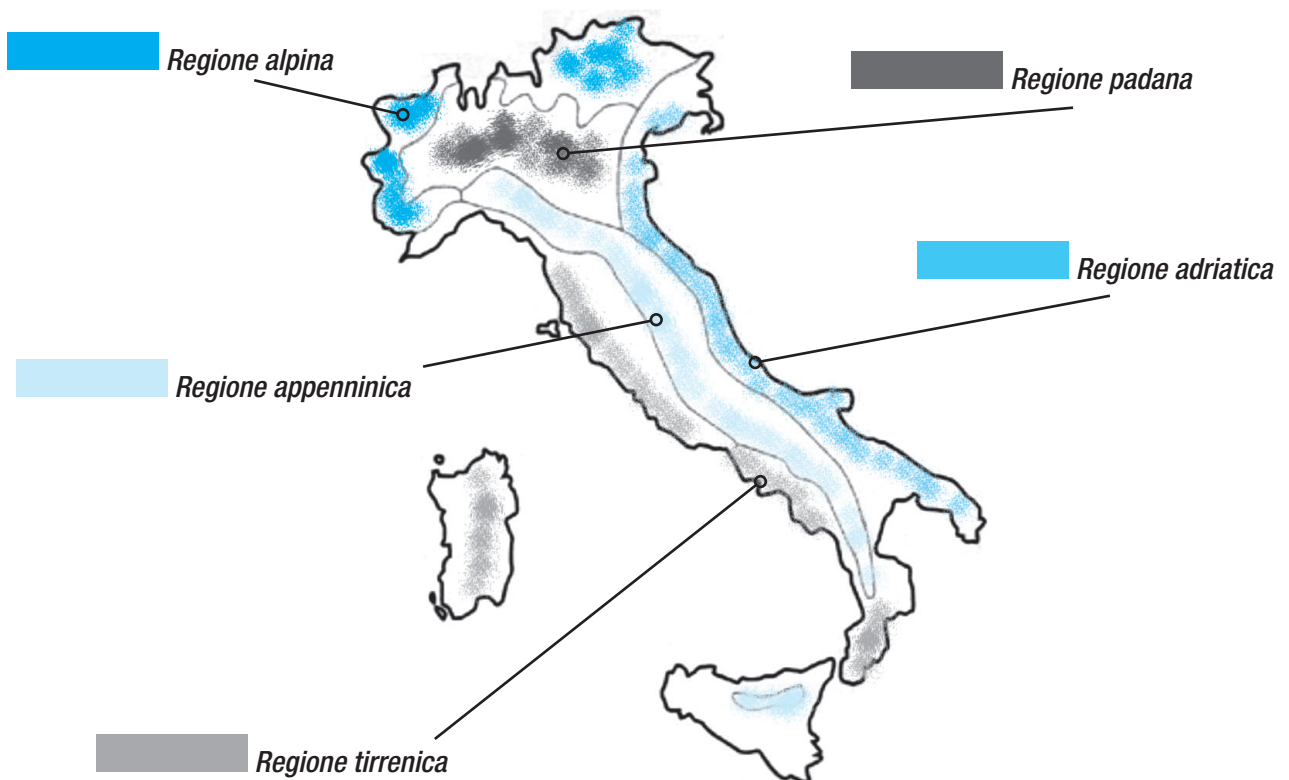 Regione alpina
Regione padana
Regione adriatica
Regione appenninica
Regione tirrenica